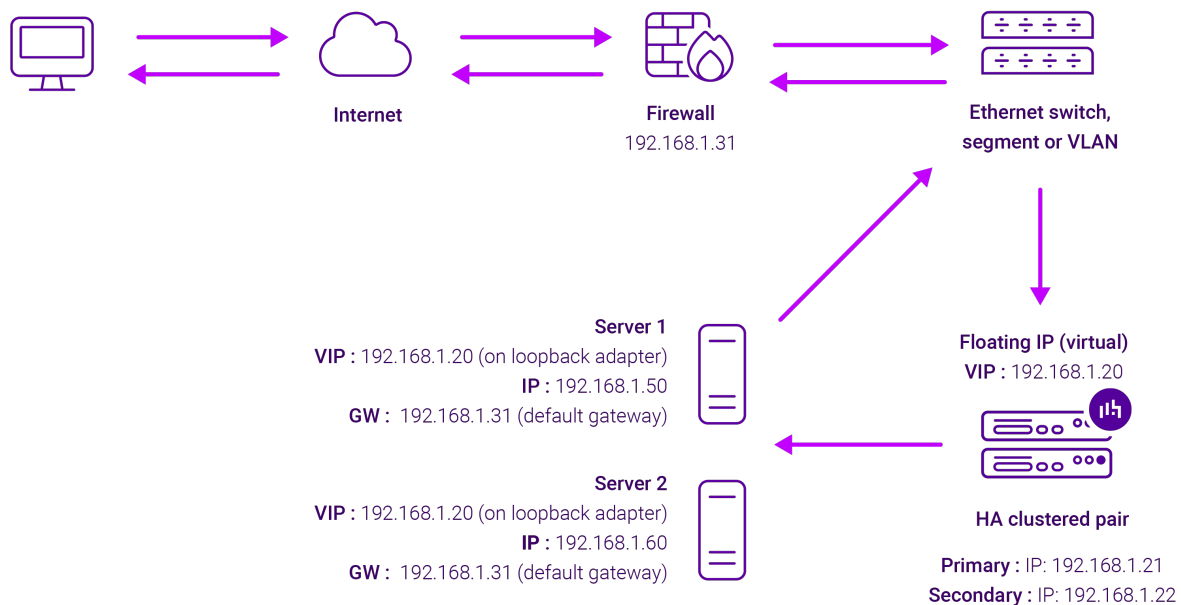 Internet
Firewall
192.168.1.31
Ethernet switch,
segment or VLAN
Server 1
VIP : 192.168.1.20 (on loopback adapter)
IP : 192.168.1.50
GW : 192.168.1.31 (default gateway)
Server 2
VIP : 192.168.1.20 (on loopback adapter)
IP : 192.168.1.60
GW : 192.168.1.31 (default gateway)
Floating IP (virtual)
VIP : 192.168.1.20
HA clustered pair
Primary : IP: 192.168.1.21
Secondary : IP: 192.168.1.22